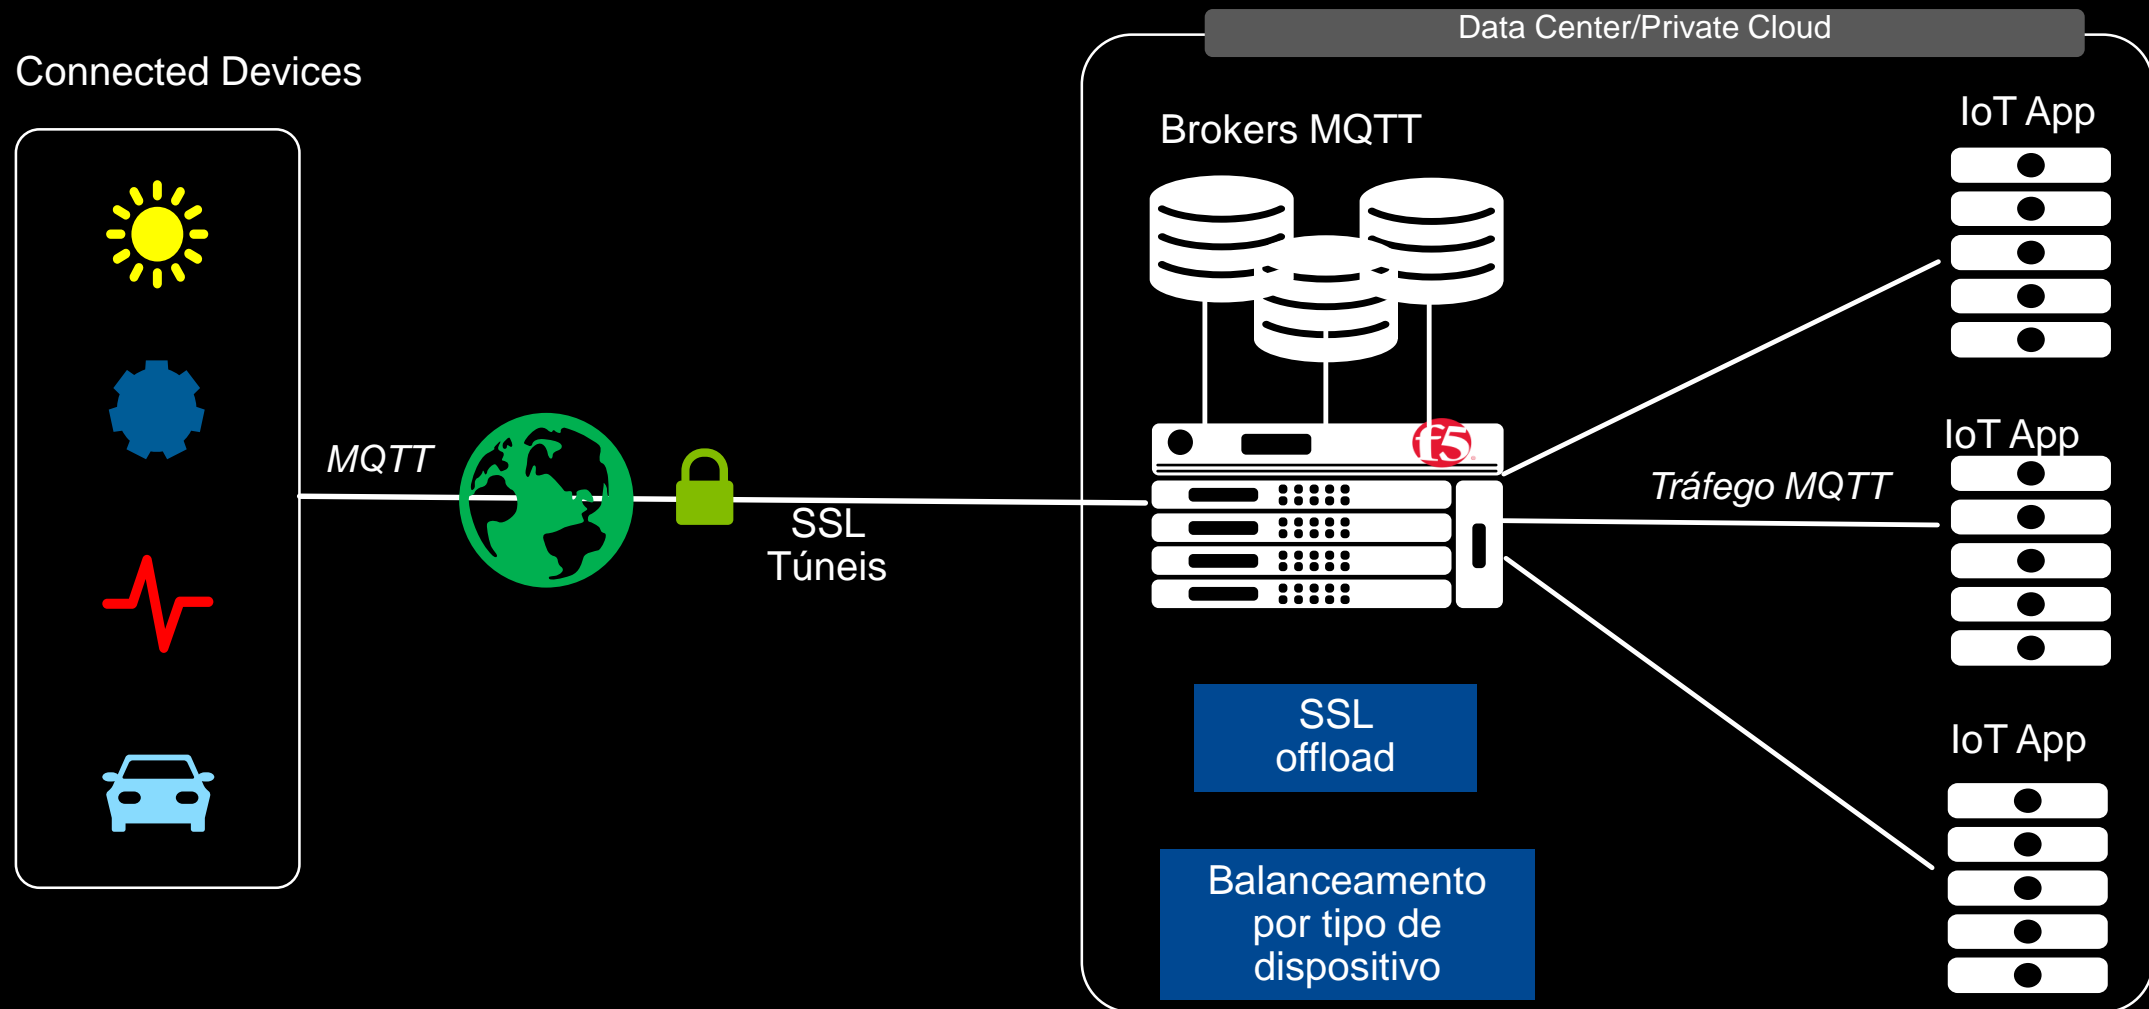 Data Center/Private Cloud
Connected Devices
Brokers MQTT
IoT App
f5
MQTT
SSL
Túneis
Tráfego MQTT
IoT App
SSL
offload
IoT App
Balanceamento
por tipo de
dispositivo